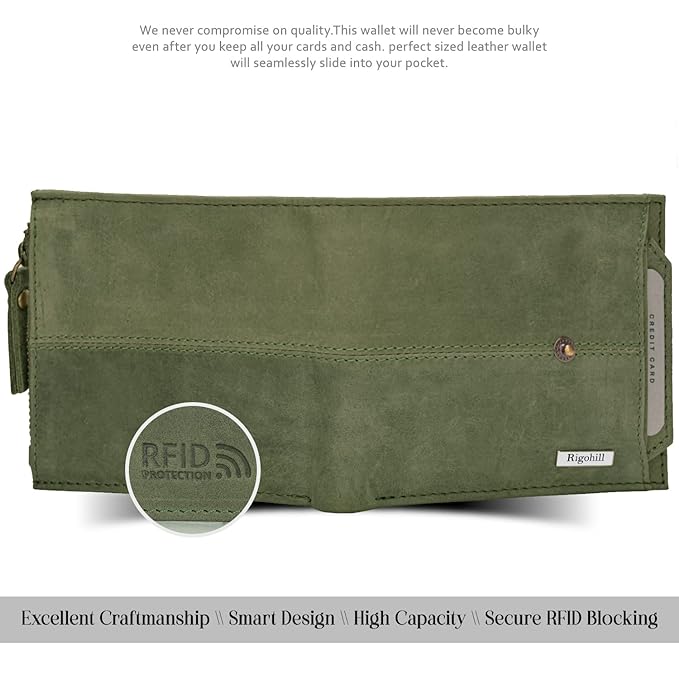 We never compromise on quality.This wallet will never become bulky
even after you keep all your cards and cash. perfect sized leather wallet
will seamlessly slide into your pocket.
CREDIT CARD
RFID
PROTECTION
Rigohill
Excellent Craftmanship \\ Smart Design \\ High Capacity \\ Secure RFID Blocking